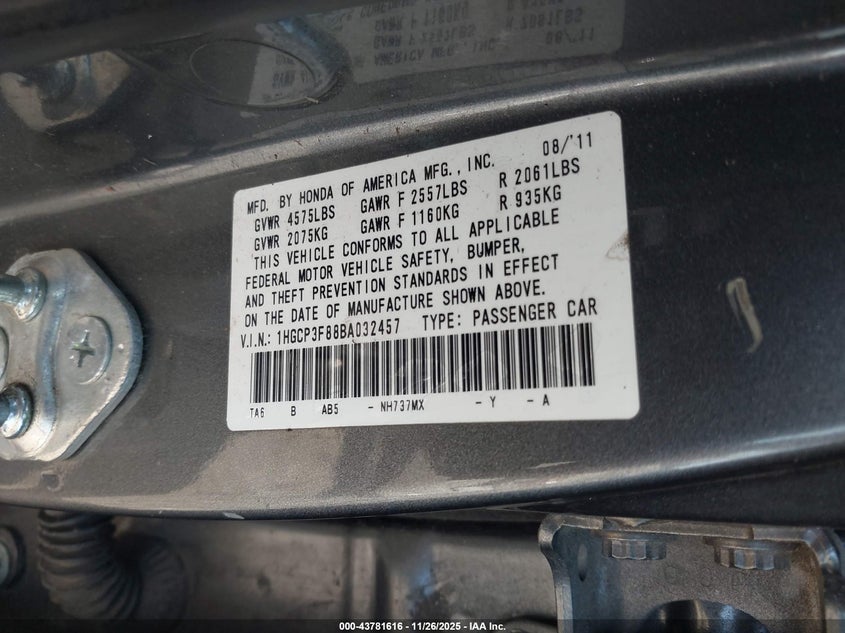 MFD. BY HONDA OF AMERICA MFG., INC. 08/'11
GVWR 4575LBS GAWR F 2557LBS R 2061LBS
GVWR 2075KG GAWR F 1160KG R 935KG
THIS VEHICLE CONFORMS TO ALL APPLICABLE
FEDERAL MOTOR VEHICLE SAFETY, BUMPER,
AND THEFT PREVENTION STANDARDS IN EFFECT
ON THE DATE OF MANUFACTURE SHOWN ABOVE.
V.I.N.: 1HGCP3F88BA032457 TYPE: PASSENGER CAR
TA6 B AB5 - NH737MX - Y - A
000-43781616 - 11/26/2025 - IAA Inc.